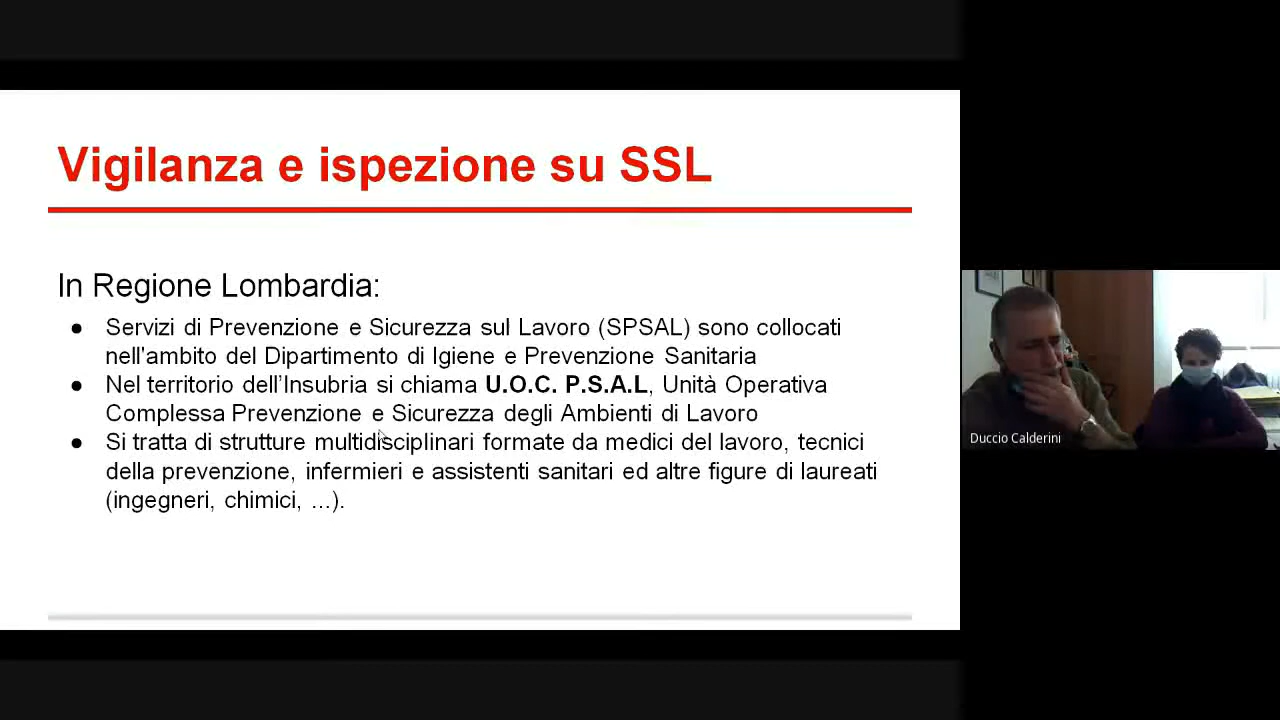 Vigilanza e ispezione su SSL
In Regione Lombardia:
● Servizi di Prevenzione e Sicurezza sul Lavoro (SPSAL) sono collocati
nell'ambito del Dipartimento di Igiene e Prevenzione Sanitaria
● Nel territorio dell'Insubria si chiama U.O.C. P.S.A.L, Unità Operativa
Complessa Prevenzione e Sicurezza degli Ambienti di Lavoro
● Si tratta di strutture multidisciplinari formate da medici del lavoro, tecnici
della prevenzione, infermieri e assistenti sanitari ed altre figure di laureati
(ingegneri, chimici, ...).
Duccio Calderini